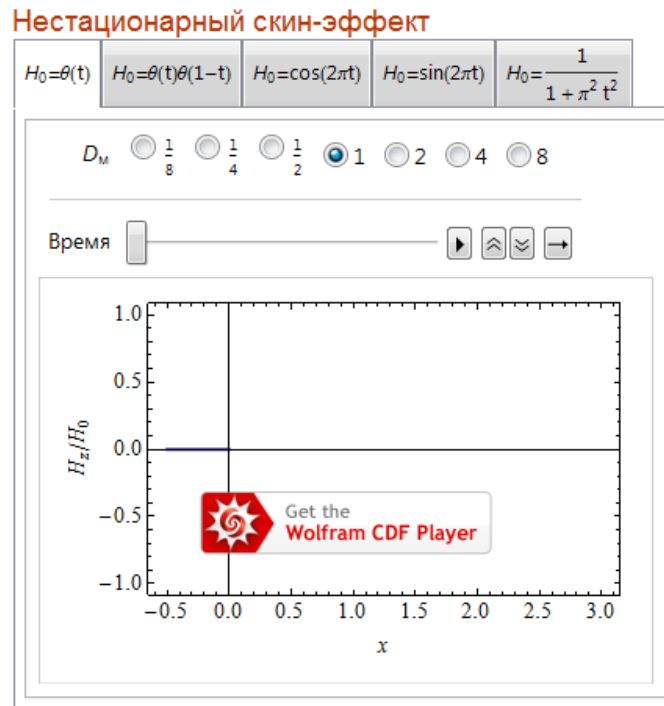 Нестационарный скин-эффект
H₀=θ(t) H₀=θ(t)θ(1−t) H₀=cos(2πt) H₀=sin(2πt) H₀=1/(1 + π² t²)
Dм 1/8 1/4 1/2 1 2 4 8
Время
1.0
0.5
0.0
−0.5
−1.0
Hz/H₀
Get the
Wolfram CDF Player
−0.5 0.0 0.5 1.0 1.5 2.0 2.5 3.0
x